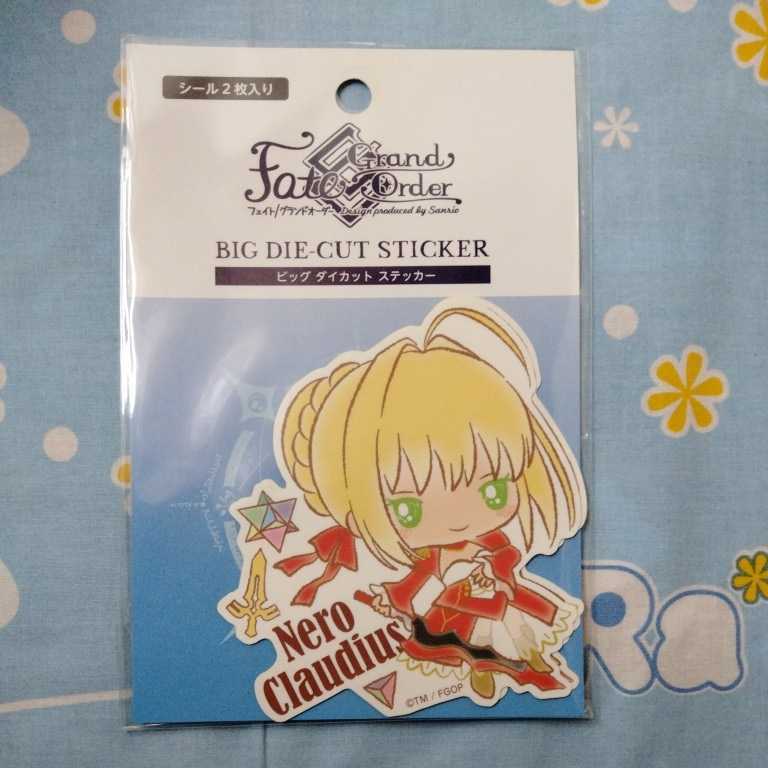 シール2枚入り
Fate Grand Order
フェイト/グランドオーダー Design produced by Sanrio
BIG DIE-CUT STICKER
ビッグ ダイカット ステッカー
Nero
Claudius
©TM / FGOP
Ra